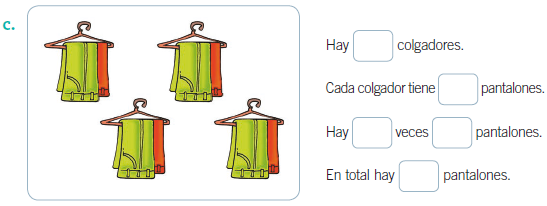 c.
Hay colgadores.
Cada colgador tiene pantalones.
Hay veces pantalones.
En total hay pantalones.